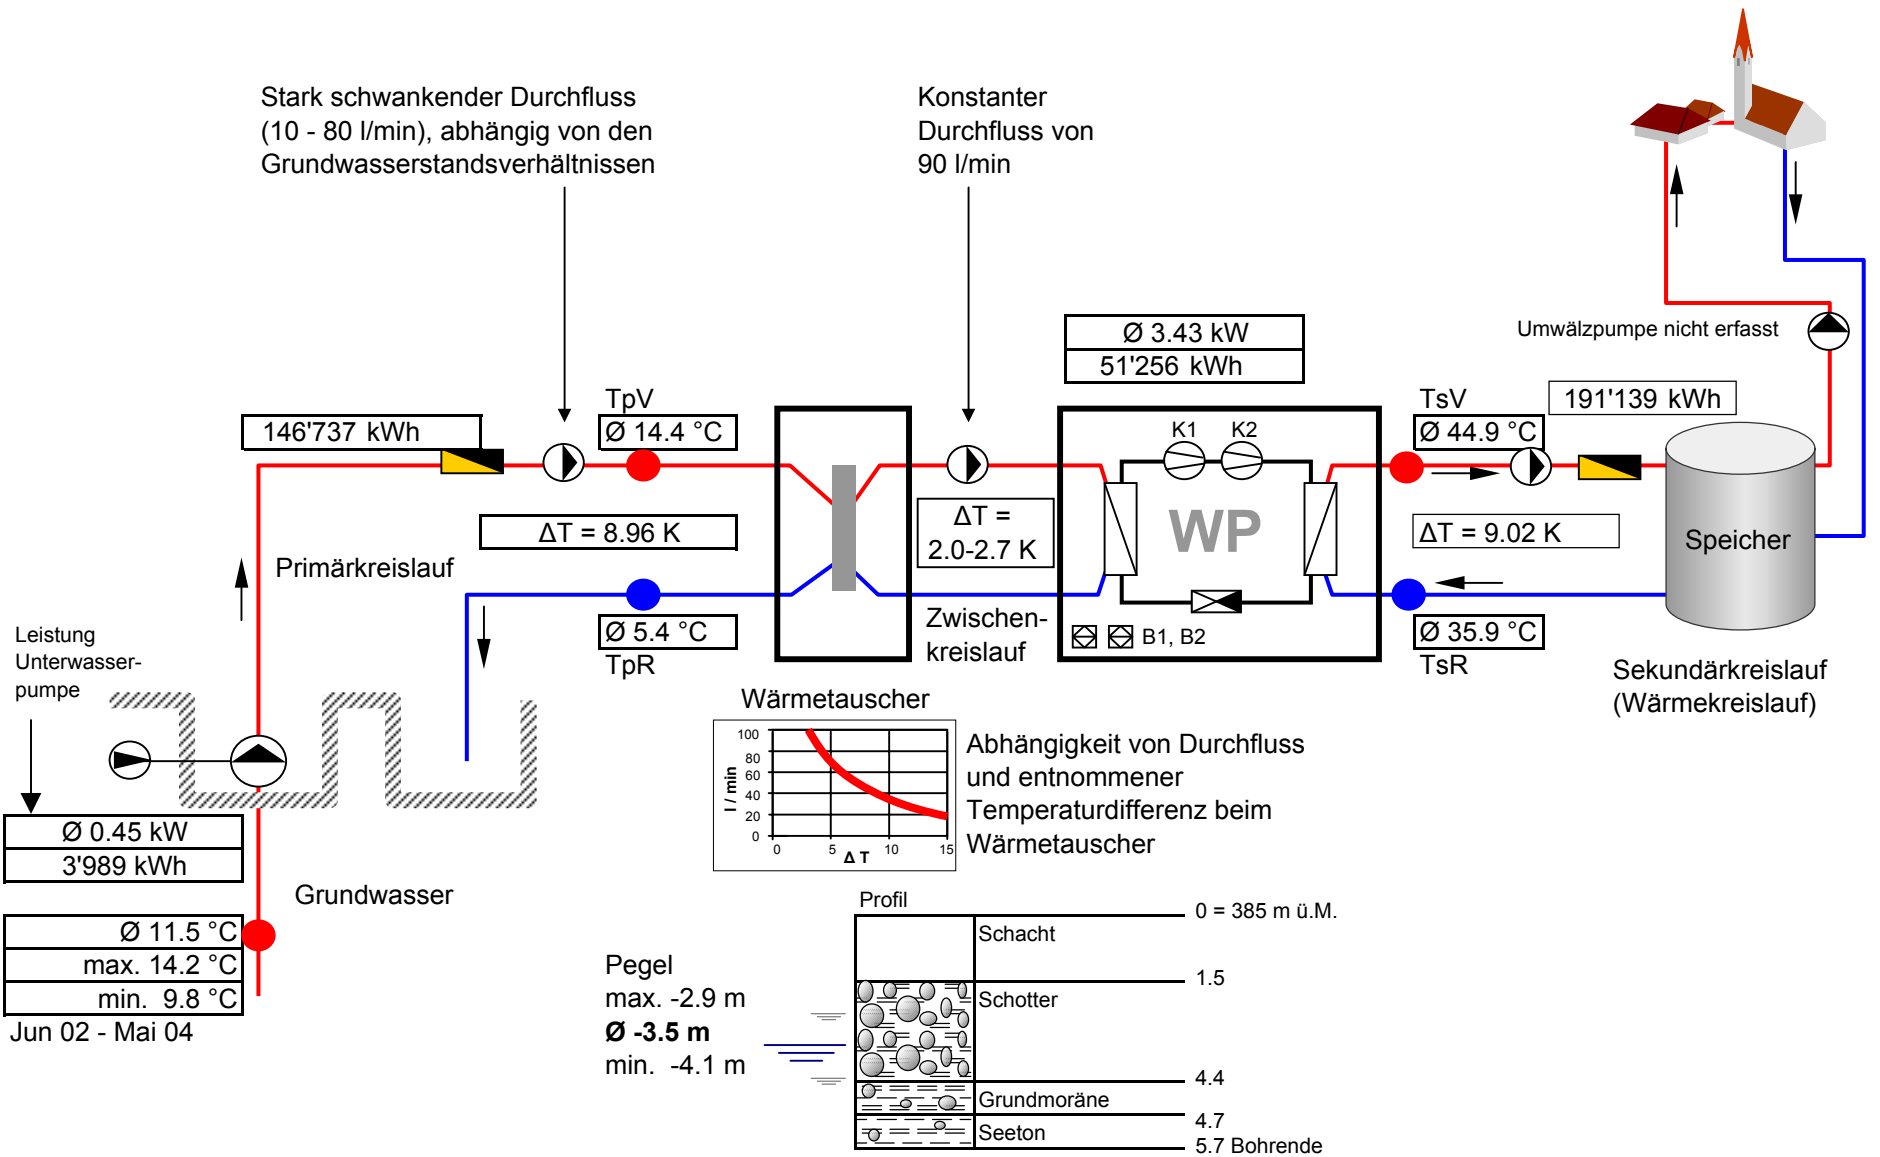 Stark schwankender Durchfluss
(10 - 80 l/min), abhängig von den
Grundwasserstandsverhältnissen
Konstanter
Durchfluss von
90 l/min
Ø 3.43 kW
51'256 kWh
Umwälzpumpe nicht erfasst
146'737 kWh
TpV
Ø 14.4 °C
TsV
Ø 44.9 °C
191'139 kWh
K1
K2
ΔT = 8.96 K
ΔT =
2.0-2.7 K
WP
ΔT = 9.02 K
Speicher
Primärkreislauf
Ø 5.4 °C
TpR
Zwischen-
kreislauf
B1, B2
Ø 35.9 °C
TsR
Sekundärkreislauf
(Wärmekreislauf)
Leistung
Unterwasser-
pumpe
Ø 0.45 kW
3'989 kWh
Grundwasser
Ø 11.5 °C
max. 14.2 °C
min. 9.8 °C
Jun 02 - Mai 04
Wärmetauscher
100
80
60
40
20
0
l / min
0
5
10
15
Δ T
Abhängigkeit von Durchfluss
und entnommener
Temperaturdifferenz beim
Wärmetauscher
Profil
0 = 385 m ü.M.
Schacht
1.5
Schotter
4.4
Grundmoräne
4.7
Seeton
5.7 Bohrende
Pegel
max. -2.9 m
Ø -3.5 m
min. -4.1 m